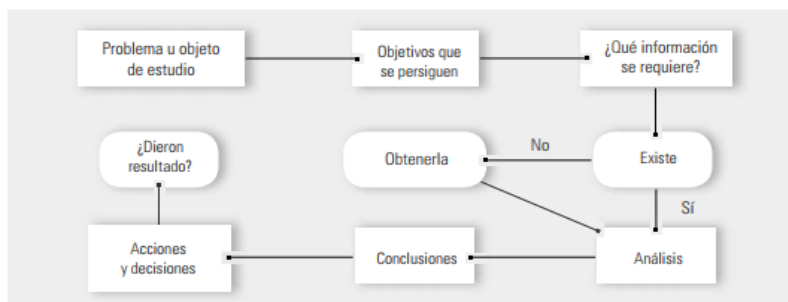 Problema u objeto
de estudio
Objetivos que
se persiguen
¿Qué información
se requiere?
¿Dieron
resultado?
Obtenerla
No
Existe
Sí
Acciones
y decisiones
Conclusiones
Análisis